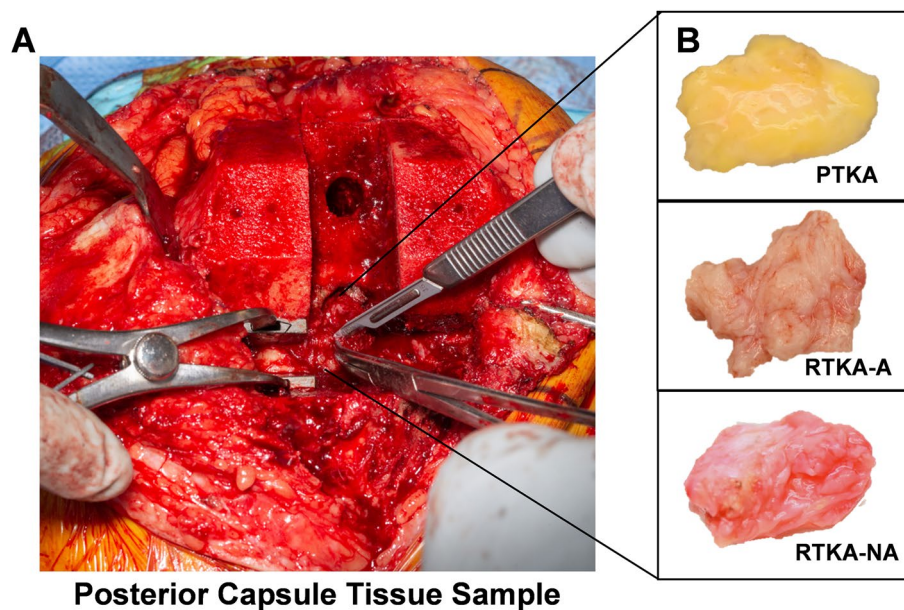 A
B
PTKA
RTKA-A
RTKA-NA
Posterior Capsule Tissue Sample